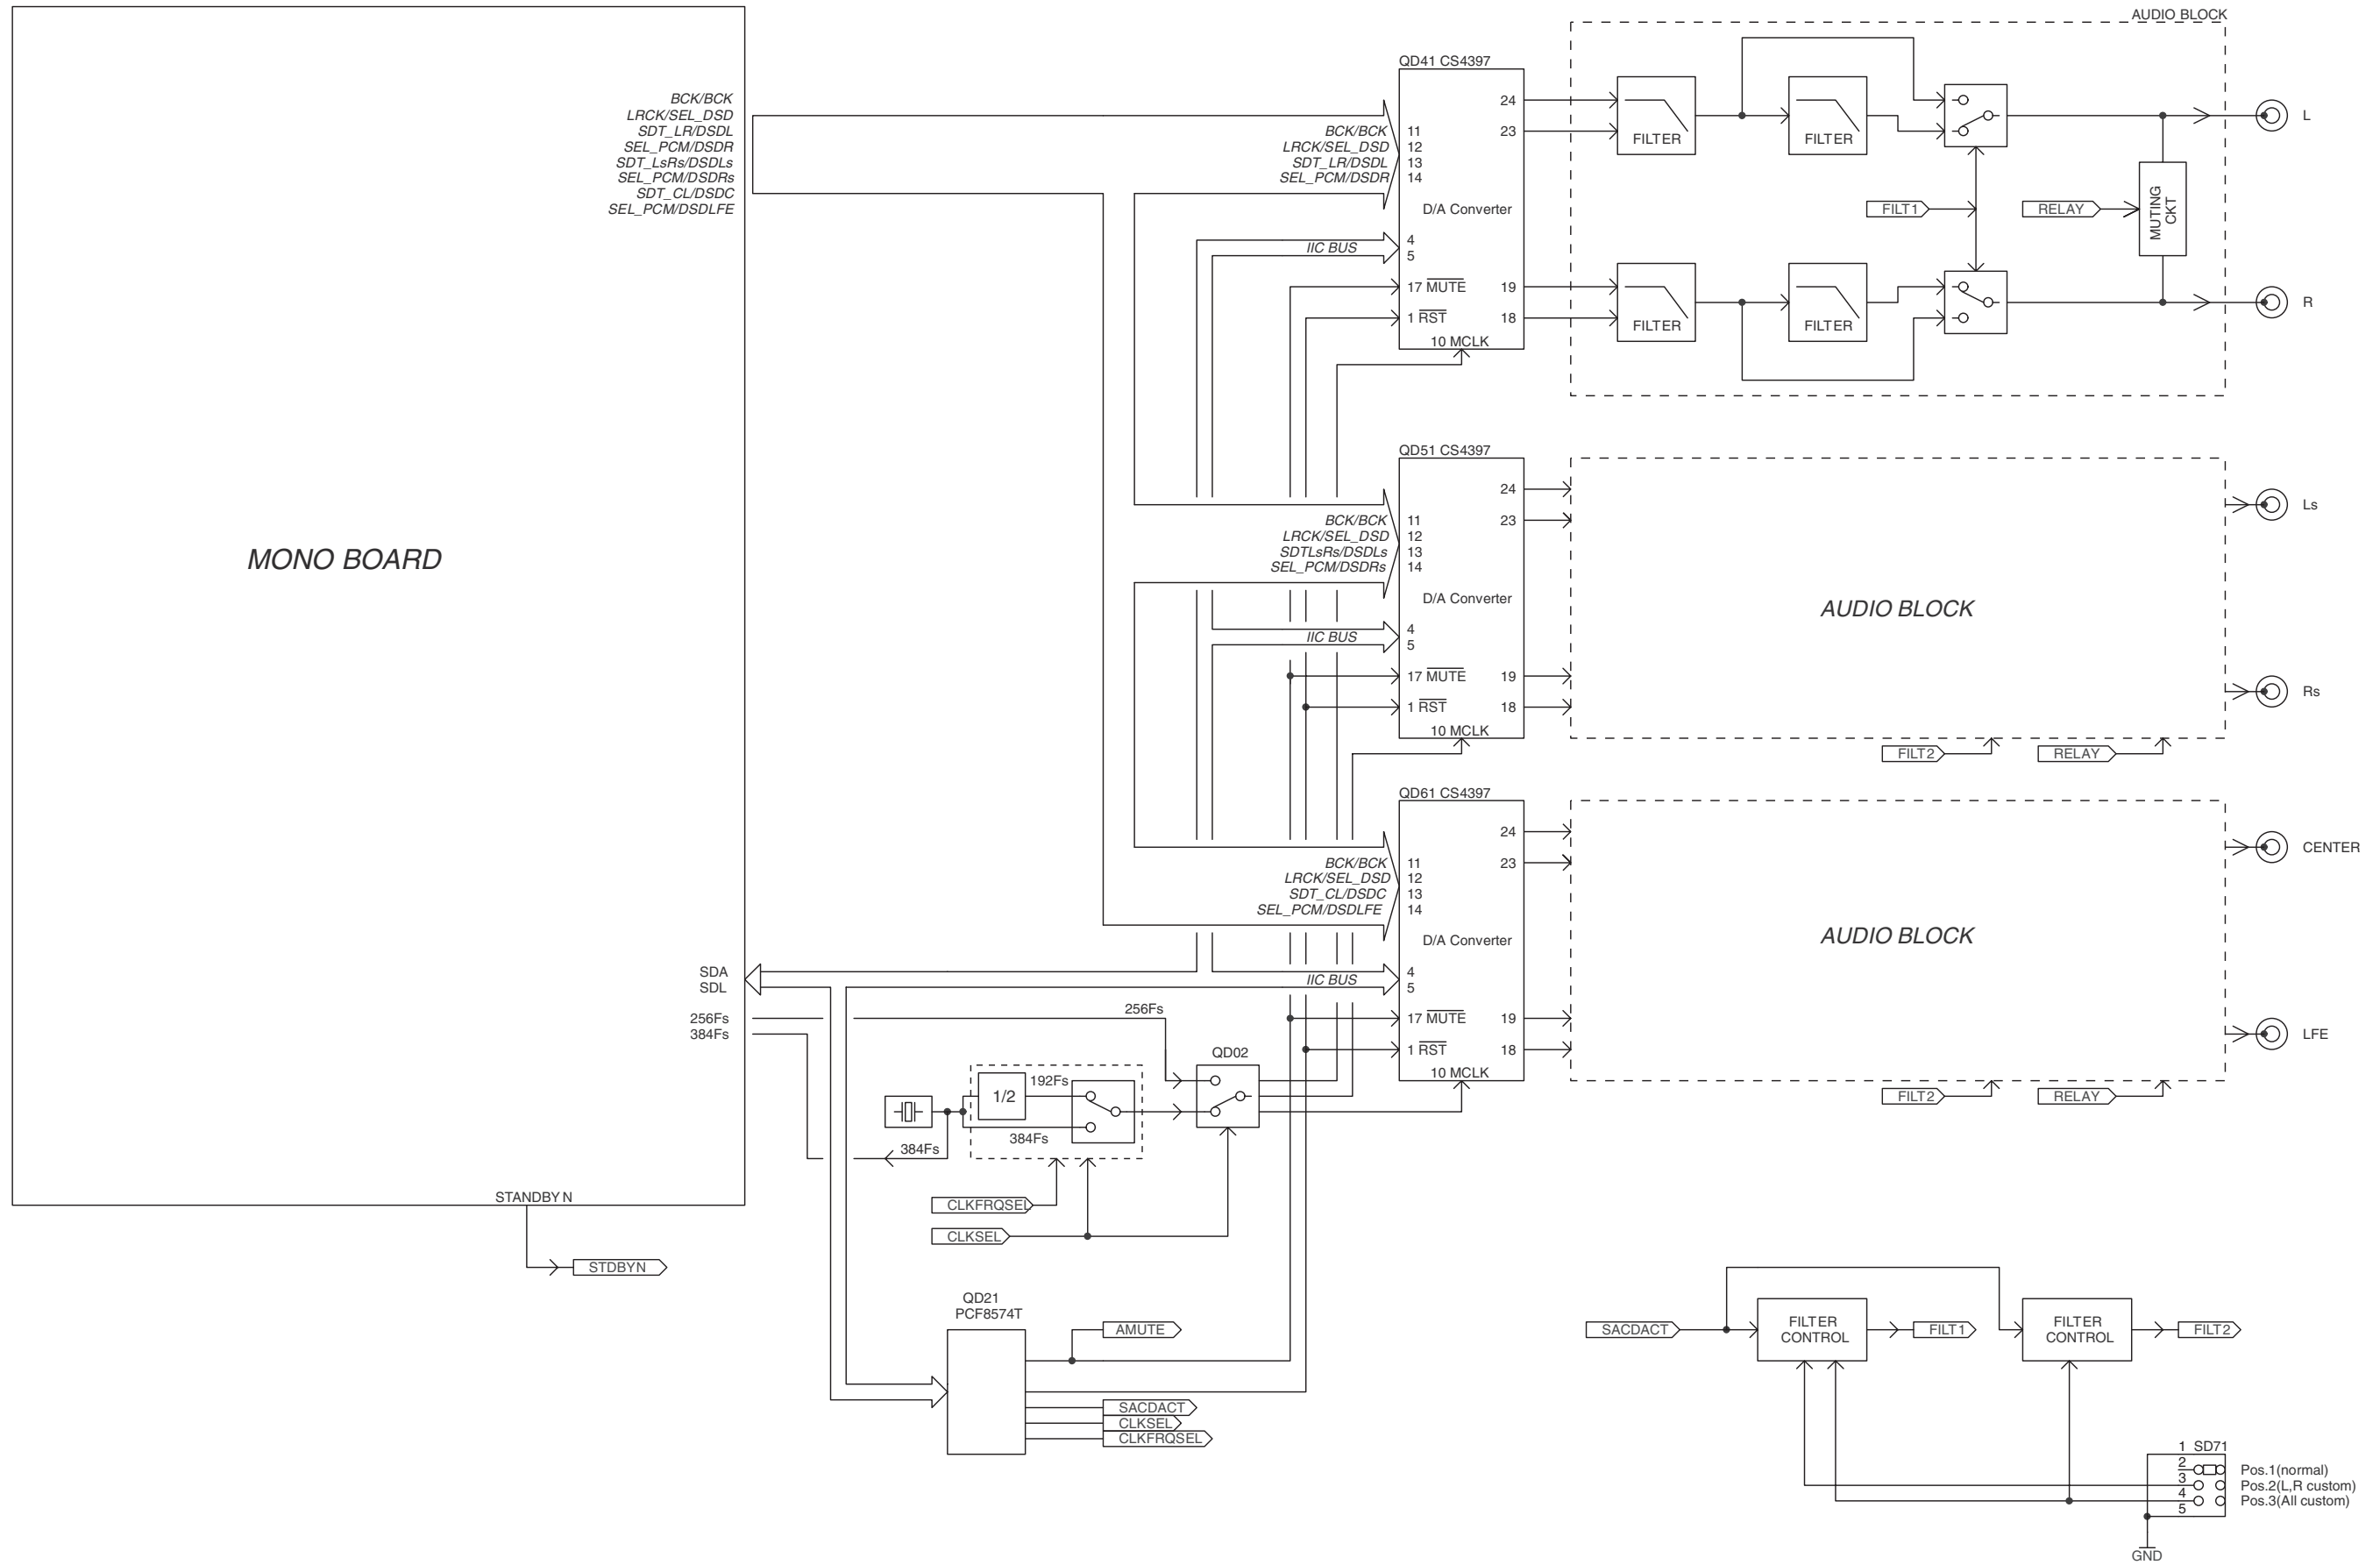 MONO BOARD
BCK/BCK
LRCK/SEL_DSD
SDT_LR/DSDL
SEL_PCM/DSDR
SDT_LsRs/DSDLs
SEL_PCM/DSDRs
SDT_CL/DSDC
SEL_PCM/DSDLFE
SDA
SDL
256Fs
384Fs
STANDBY N
STDBYN
QD41 CS4397
BCK/BCK 11
LRCK/SEL_DSD 12
SDT_LR/DSDL 13
SEL_PCM/DSDR 14
D/A Converter
IIC BUS
4
5
17 MUTE
1 RST
10 MCLK
24
23
19
18
AUDIO BLOCK
FILTER
FILTER
FILT1
RELAY
MUTING
CKT
FILTER
FILTER
L
R
QD51 CS4397
BCK/BCK 11
LRCK/SEL_DSD 12
SDTLsRs/DSDLs 13
SEL_PCM/DSDRs 14
D/A Converter
IIC BUS
4
5
17 MUTE
1 RST
10 MCLK
24
23
19
18
AUDIO BLOCK
FILT2
RELAY
Ls
Rs
QD61 CS4397
BCK/BCK 11
LRCK/SEL_DSD 12
SDT_CL/DSDC 13
SEL_PCM/DSDLFE 14
D/A Converter
IIC BUS
4
5
17 MUTE
1 RST
10 MCLK
24
23
19
18
AUDIO BLOCK
FILT2
RELAY
CENTER
LFE
256Fs
QD02
192Fs
1/2
384Fs
384Fs
CLKFRQSEL
CLKSEL
QD21
PCF8574T
AMUTE
SACDACT
CLKSEL
CLKFRQSEL
SACDACT
FILTER
CONTROL
FILT1
FILTER
CONTROL
FILT2
1 SD71
2
3
4
5
Pos.1(normal)
Pos.2(L,R custom)
Pos.3(All custom)
GND